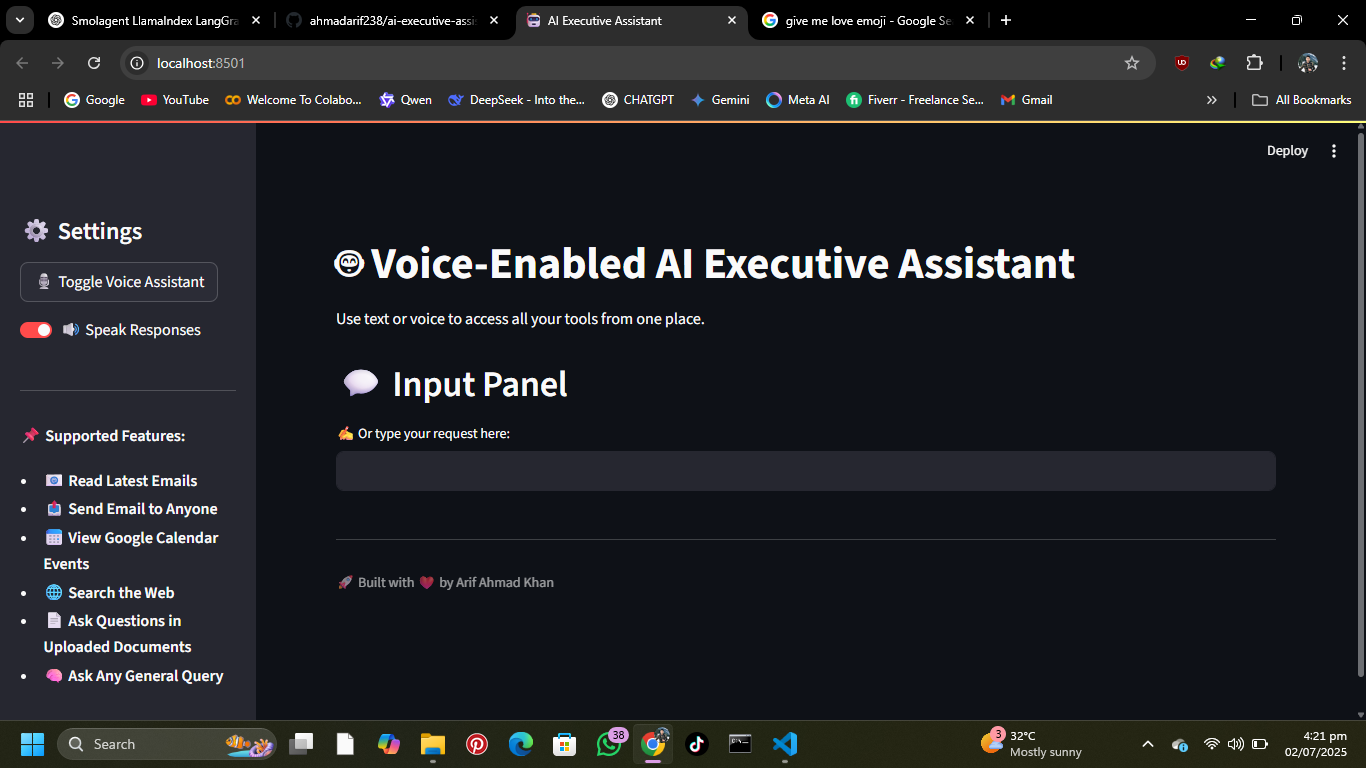 Smolagent LlamaIndex LangGra
ahmadarif238/ai-executive-assis
AI Executive Assistant
give me love emoji - Google Se
localhost:8501
Google
YouTube
Welcome To Colabo...
Qwen
DeepSeek - Into the...
CHATGPT
Gemini
Meta AI
Fiverr - Freelance Se...
Gmail
All Bookmarks
Deploy
Settings
Toggle Voice Assistant
Speak Responses
Supported Features:
Read Latest Emails
Send Email to Anyone
View Google Calendar
Events
Search the Web
Ask Questions in
Uploaded Documents
Ask Any General Query
Voice-Enabled AI Executive Assistant
Use text or voice to access all your tools from one place.
Input Panel
Or type your request here:
Built with ❤ by Arif Ahmad Khan
Search
38
3
32°C
Mostly sunny
4:21 pm
02/07/2025